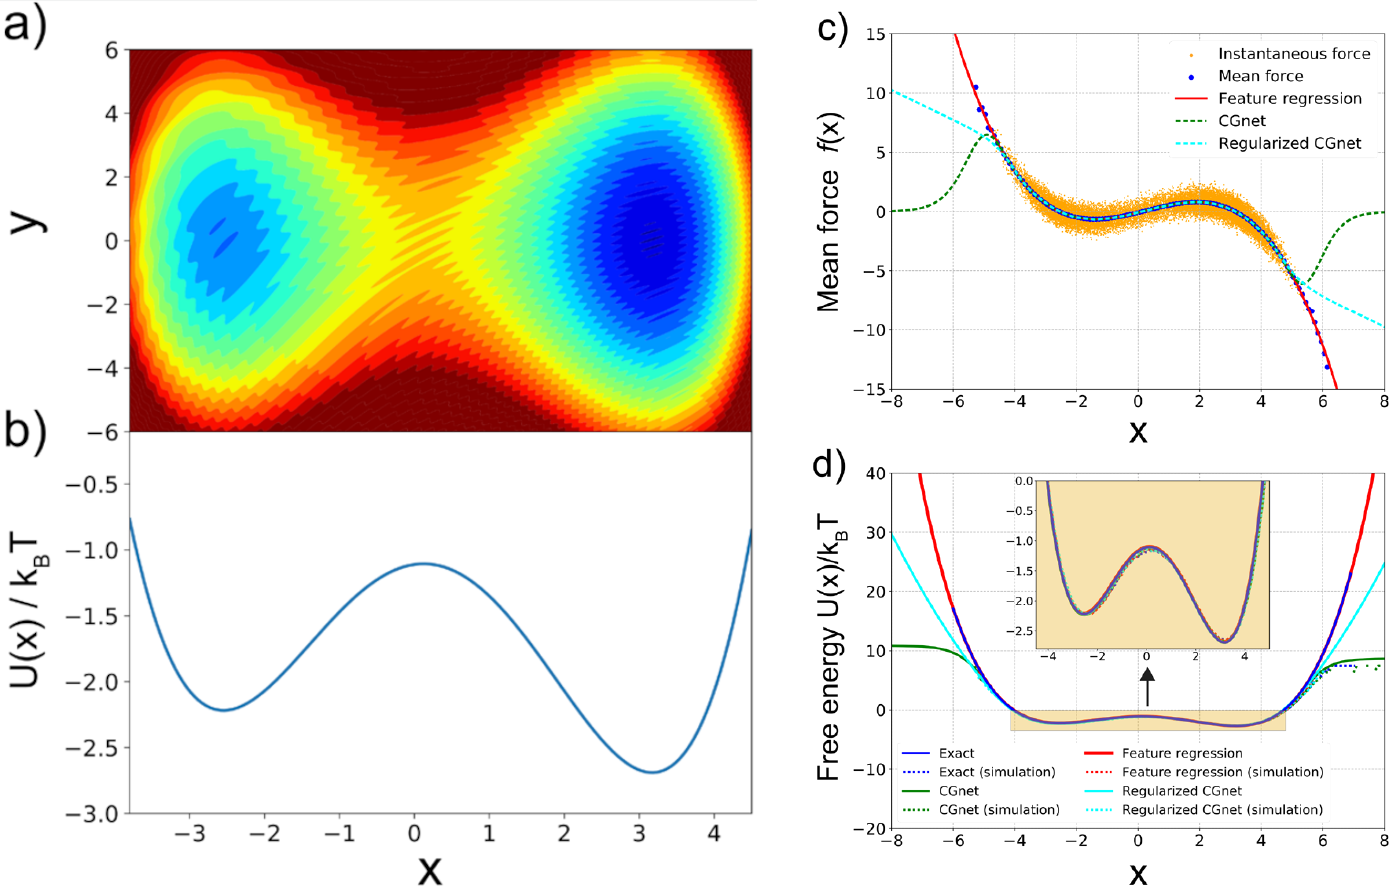 a)
6
4
2
0
−2
−4
−6
y
b)
−0.5
−1.0
−1.5
−2.0
−2.5
−3.0
U(x) / kBT
−3 −2 −1 0 1 2 3 4
x
c)
15
10
5
0
−5
−10
−15
Mean force f(x)
Instantaneous force
Mean force
Feature regression
CGnet
Regularized CGnet
−8 −6 −4 −2 0 2 4 6 8
x
d)
40
30
20
10
0
−10
−20
Free energy U(x)/kBT
0.0
−0.5
−1.0
−1.5
−2.0
−2.5
−4 −2 0 2 4
Exact
Exact (simulation)
CGnet
CGnet (simulation)
Feature regression
Feature regression (simulation)
Regularized CGnet
Regularized CGnet (simulation)
−8 −6 −4 −2 0 2 4 6 8
x